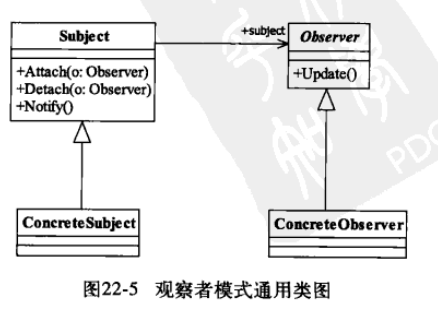 Subject
+Attach(o: Observer)
+Detach(o: Observer)
+Notify()
+subject
Observer
+Update()
ConcreteSubject
ConcreteObserver
图22-5 观察者模式通用类图
PDC